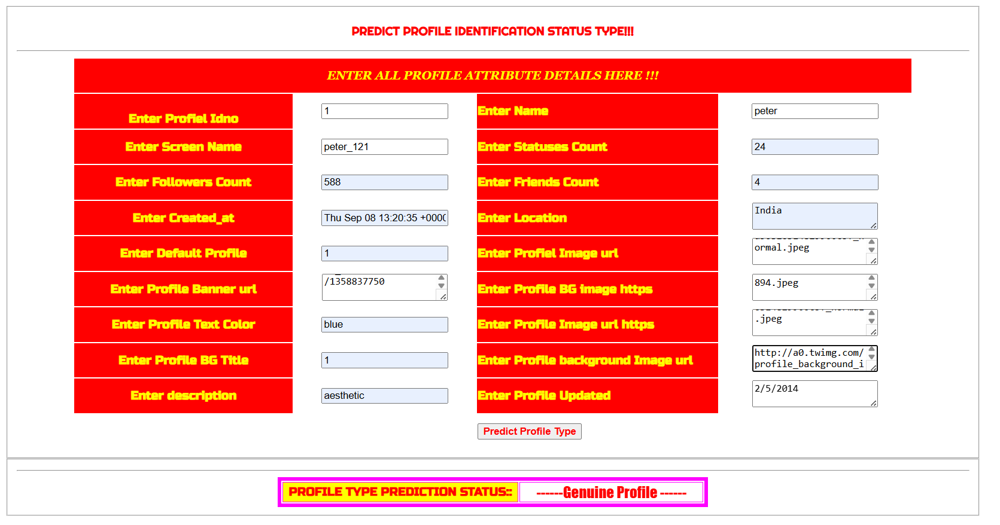 PREDICT PROFILE IDENTIFICATION STATUS TYPE!!!
ENTER ALL PROFILE ATTRIBUTE DETAILS HERE !!!
Enter Profiel Idno 1 Enter Name peter
Enter Screen Name peter_121 Enter Statuses Count 24
Enter Followers Count 588 Enter Friends Count 4
Enter Created_at Thu Sep 08 13:20:35 +0000 Enter Location India
Enter Default Profile 1 Enter Profiel Image url ormal.jpeg
Enter Profile Banner url /1358837750 Enter Profile BG image https 894.jpeg
Enter Profile Text Color blue Enter Profile Image url https .jpeg
Enter Profile BG Title 1 Enter Profile background Image url http://a0.twimg.com/
profile_background_i
Enter description aesthetic Enter Profile Updated 2/5/2014
Predict Profile Type
PROFILE TYPE PREDICTION STATUS:: ------Genuine Profile ------